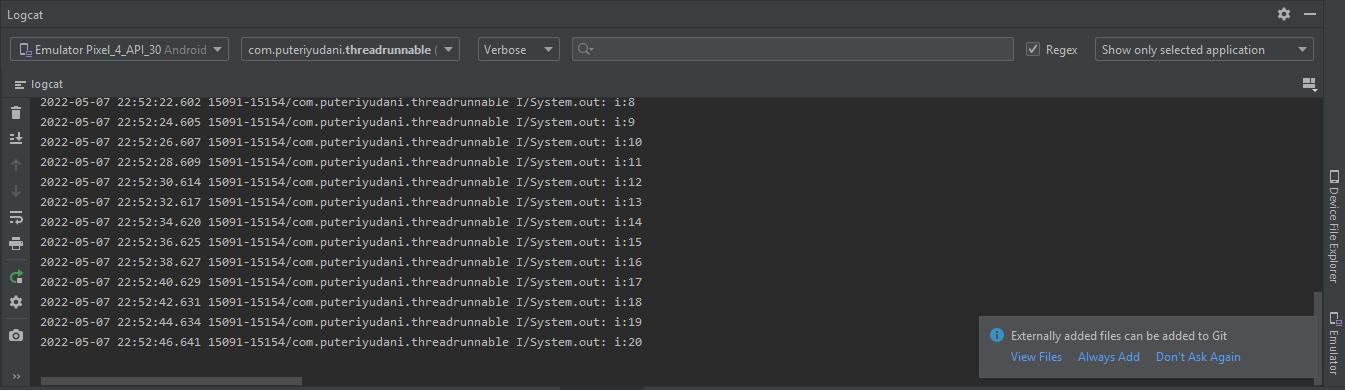 Logcat
Emulator Pixel_4_API_30 Android
com.puteriyudani.threadrunnable (
Verbose
Regex
Show only selected application
logcat
2022-05-07 22:52:22.602 15091-15154/com.puteriyudani.threadrunnable I/System.out: i:8
2022-05-07 22:52:24.605 15091-15154/com.puteriyudani.threadrunnable I/System.out: i:9
2022-05-07 22:52:26.607 15091-15154/com.puteriyudani.threadrunnable I/System.out: i:10
2022-05-07 22:52:28.609 15091-15154/com.puteriyudani.threadrunnable I/System.out: i:11
2022-05-07 22:52:30.614 15091-15154/com.puteriyudani.threadrunnable I/System.out: i:12
2022-05-07 22:52:32.617 15091-15154/com.puteriyudani.threadrunnable I/System.out: i:13
2022-05-07 22:52:34.620 15091-15154/com.puteriyudani.threadrunnable I/System.out: i:14
2022-05-07 22:52:36.625 15091-15154/com.puteriyudani.threadrunnable I/System.out: i:15
2022-05-07 22:52:38.627 15091-15154/com.puteriyudani.threadrunnable I/System.out: i:16
2022-05-07 22:52:40.629 15091-15154/com.puteriyudani.threadrunnable I/System.out: i:17
2022-05-07 22:52:42.631 15091-15154/com.puteriyudani.threadrunnable I/System.out: i:18
2022-05-07 22:52:44.634 15091-15154/com.puteriyudani.threadrunnable I/System.out: i:19
2022-05-07 22:52:46.641 15091-15154/com.puteriyudani.threadrunnable I/System.out: i:20
Externally added files can be added to Git
View Files Always Add Don't Ask Again
Device File Explorer
Emulator